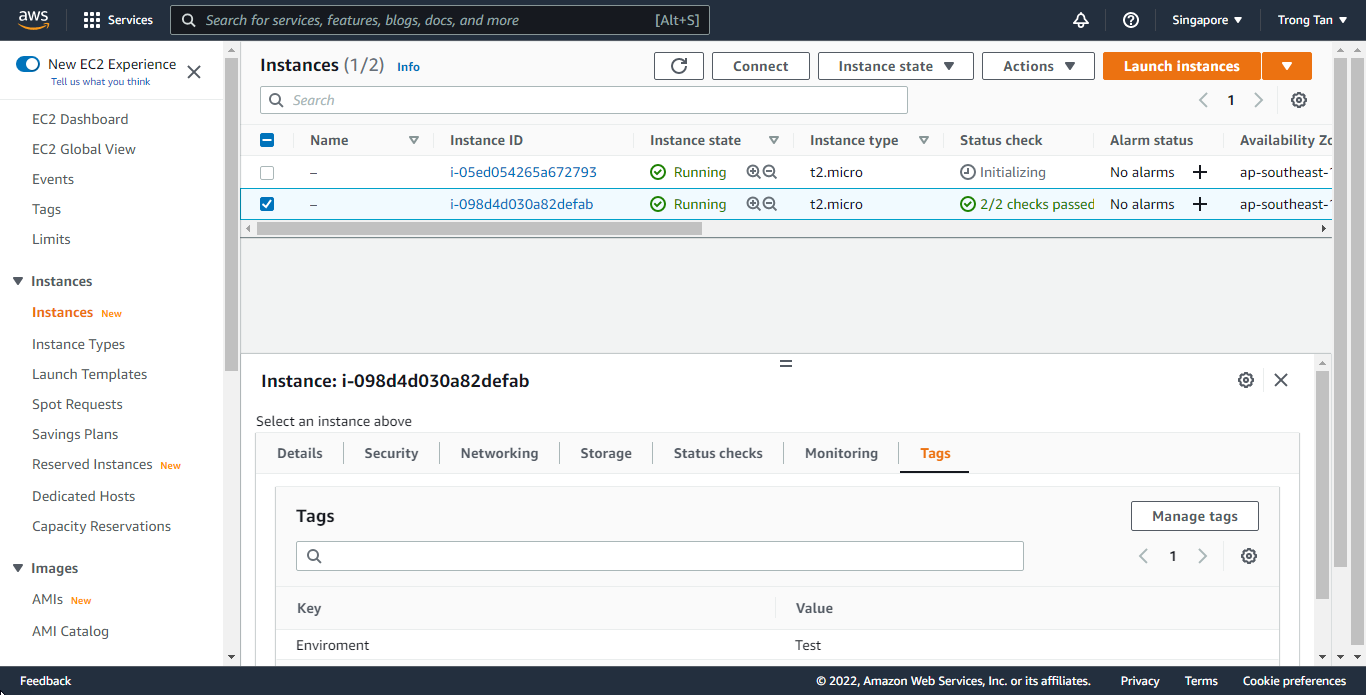 aws Services Search for services, features, blogs, docs, and more [Alt+S] Singapore Trong Tan
New EC2 Experience
Tell us what you think
EC2 Dashboard
EC2 Global View
Events
Tags
Limits
Instances
Instances New
Instance Types
Launch Templates
Spot Requests
Savings Plans
Reserved Instances New
Dedicated Hosts
Capacity Reservations
Images
AMIs New
AMI Catalog
Instances (1/2) Info Connect Instance state Actions Launch instances
Search 1
Name Instance ID Instance state Instance type Status check Alarm status Availability Zo
– i-05ed054265a672793 Running t2.micro Initializing No alarms ap-southeast-1
– i-098d4d030a82defab Running t2.micro 2/2 checks passed No alarms ap-southeast-1
Instance: i-098d4d030a82defab
Select an instance above
Details Security Networking Storage Status checks Monitoring Tags
Tags Manage tags
1
Key Value
Enviroment Test
Feedback © 2022, Amazon Web Services, Inc. or its affiliates. Privacy Terms Cookie preferences